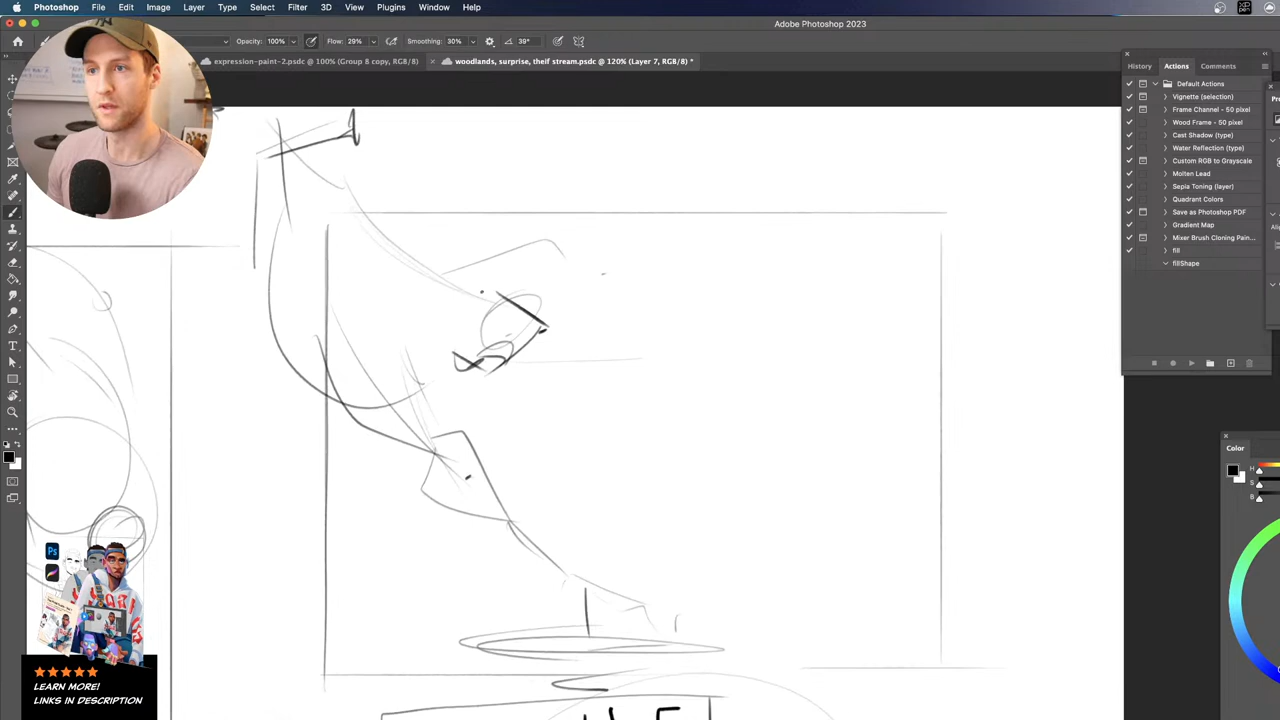 Photoshop File Edit Image Layer Type Select Filter 3D View Plugins Window Help
Adobe Photoshop 2023
Opacity: 100% Flow: 29% Smoothing: 30% 39°
expression-paint-2.psdc @ 100% (Group 8 copy, RGB/8) woodlands, surprise, theif stream.psdc @ 120% (Layer 7, RGB/8) *
History Actions Comments
Default Actions
Vignette (selection)
Frame Channel - 50 pixel
Wood Frame - 50 pixel
Cast Shadow (type)
Water Reflection (type)
Custom RGB to Grayscale
Molten Lead
Sepia Toning (layer)
Quadrant Colors
Save as Photoshop PDF
Gradient Map
Mixer Brush Cloning Pain...
fill
fillShape
Color
H
S
B
Ps
LEARN MORE!
LINKS IN DESCRIPTION